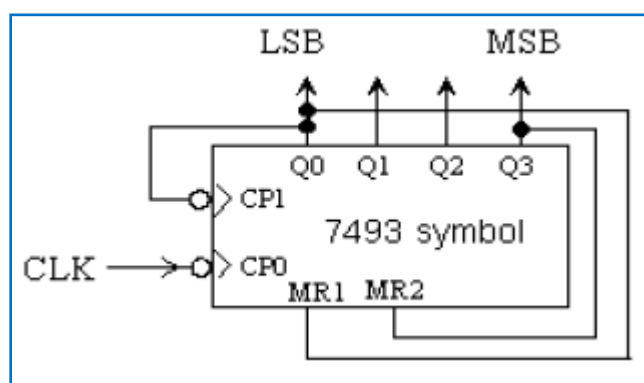 LSB MSB
Q0 Q1 Q2 Q3
CP1
7493 symbol
CLK CP0
MR1 MR2